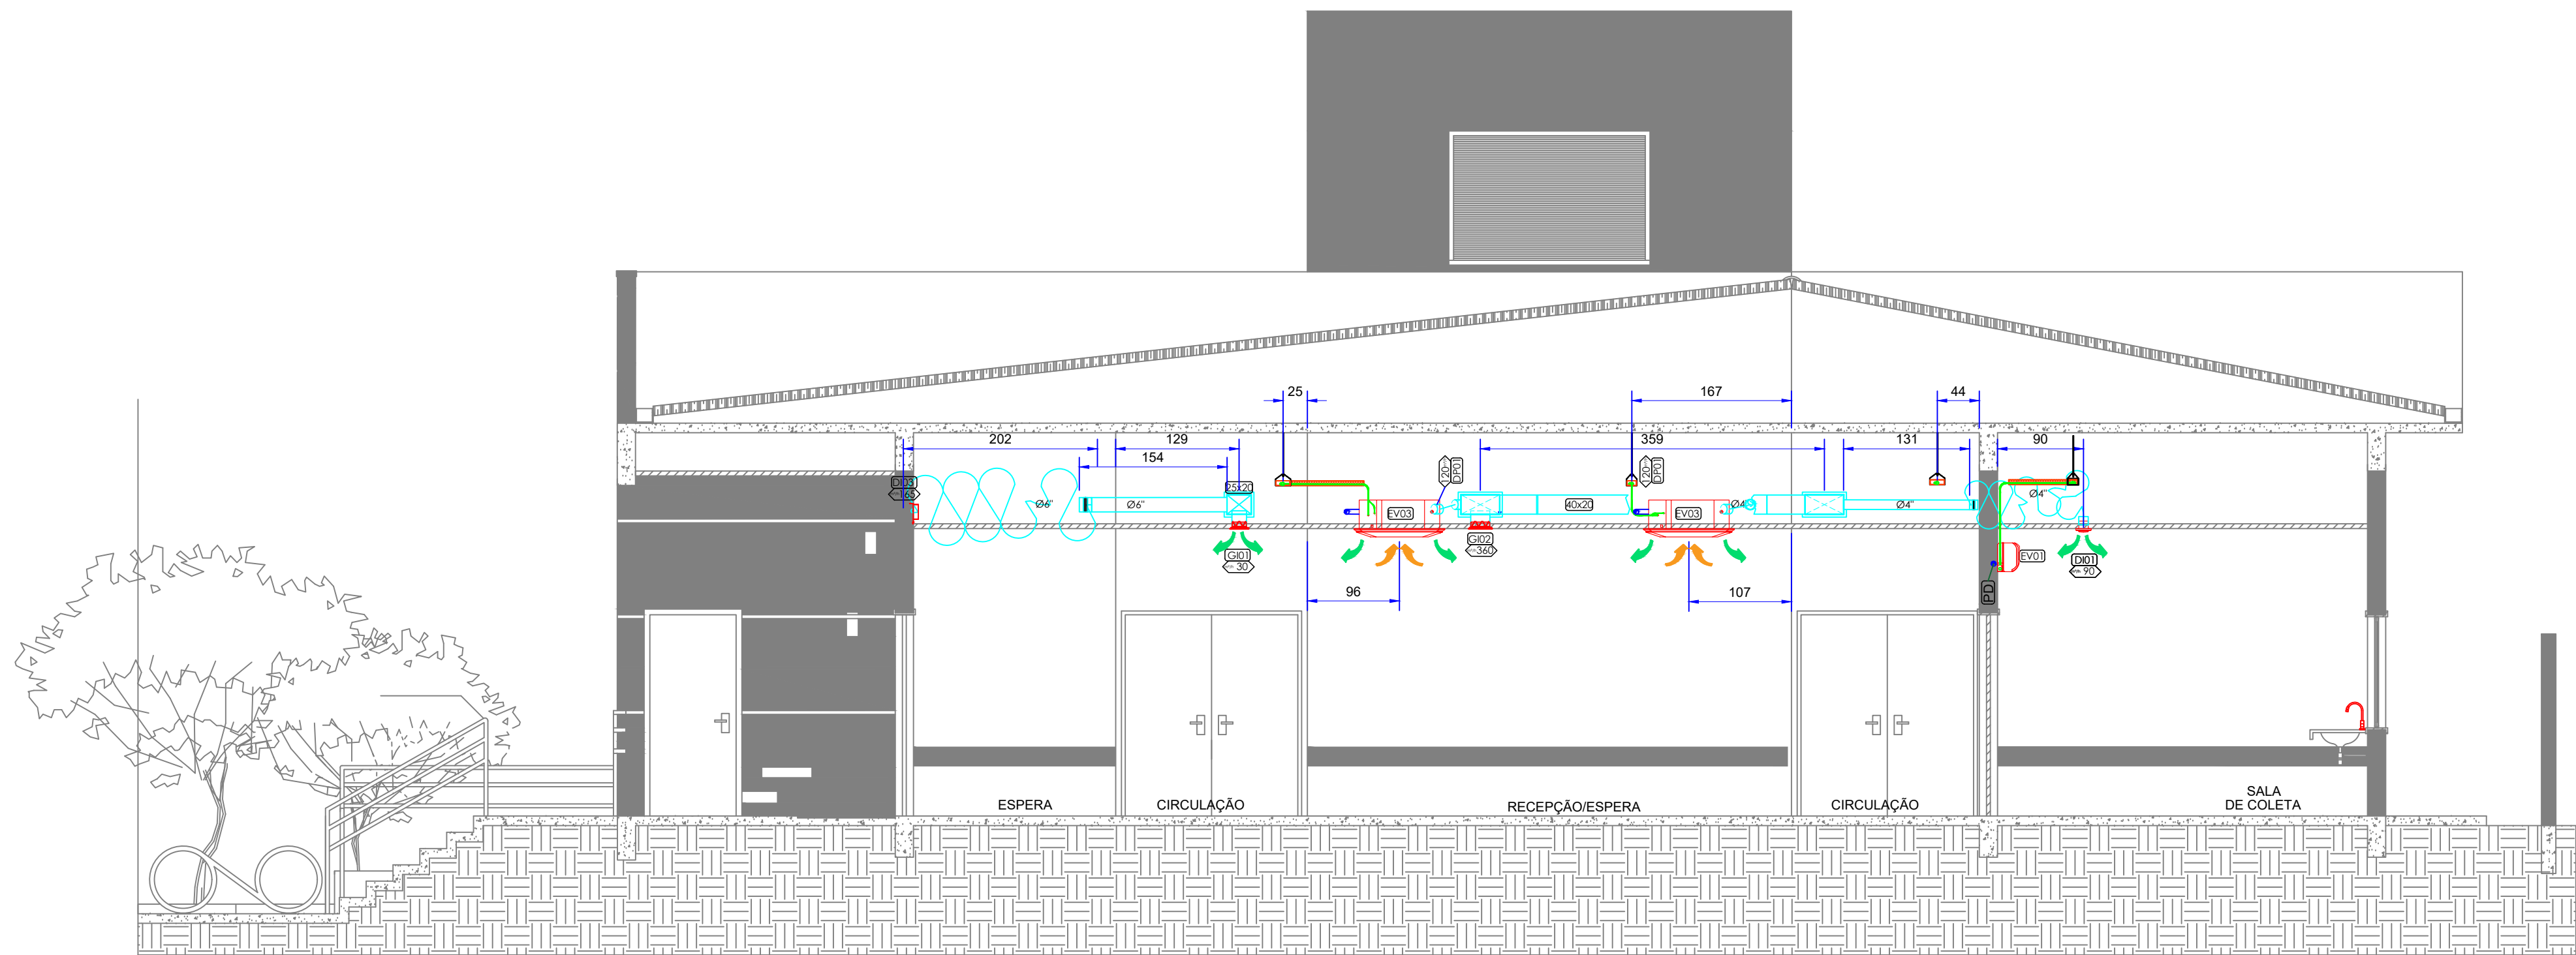 25
167
44
202
129
359
131
90
154
DI03
165
Ø6"
Ø6"
25x20
120
DP01
120
DP01
EV03
40x20
EV03
Ø4
Ø4"
Ø4"
GI01
30
GI02
360
EV01
DI01
90
PD
96
107
ESPERA
CIRCULAÇÃO
RECEPÇÃO/ESPERA
CIRCULAÇÃO
SALA
DE COLETA